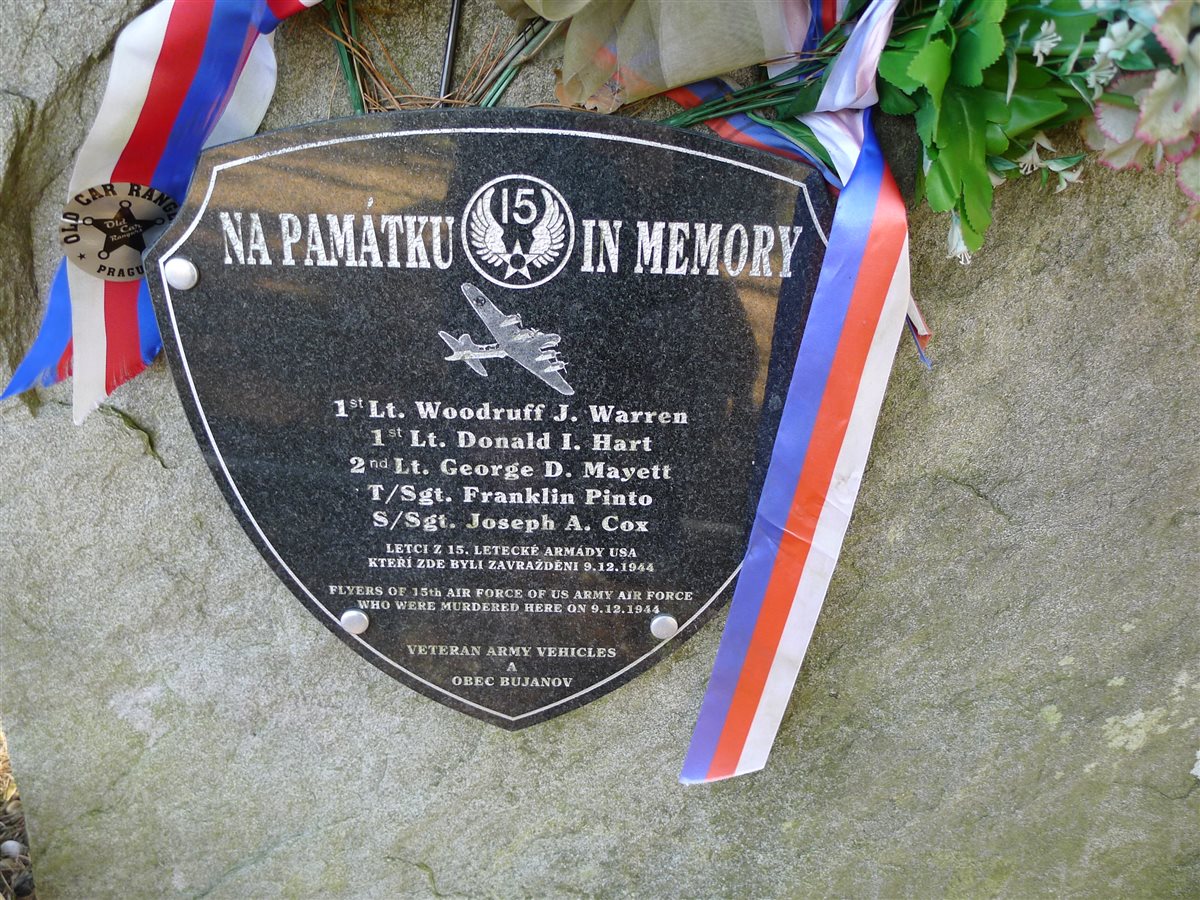 NA PAMÁTKU 15 IN MEMORY
1st Lt. Woodruff J. Warren
1st Lt. Donald I. Hart
2nd Lt. George D. Mayett
T/Sgt. Franklin Pinto
S/Sgt. Joseph A. Cox
LETCI Z 15. LETECKÉ ARMÁDY USA
KTEŘÍ ZDE BYLI ZAVRAŽDĚNI 9.12.1944
FLYERS OF 15th AIR FORCE OF US ARMY AIR FORCE
WHO WERE MURDERED HERE ON 9.12.1944
VETERAN ARMY VEHICLES
A
OBEC BUJANOV
OLD CAR
Old
Car